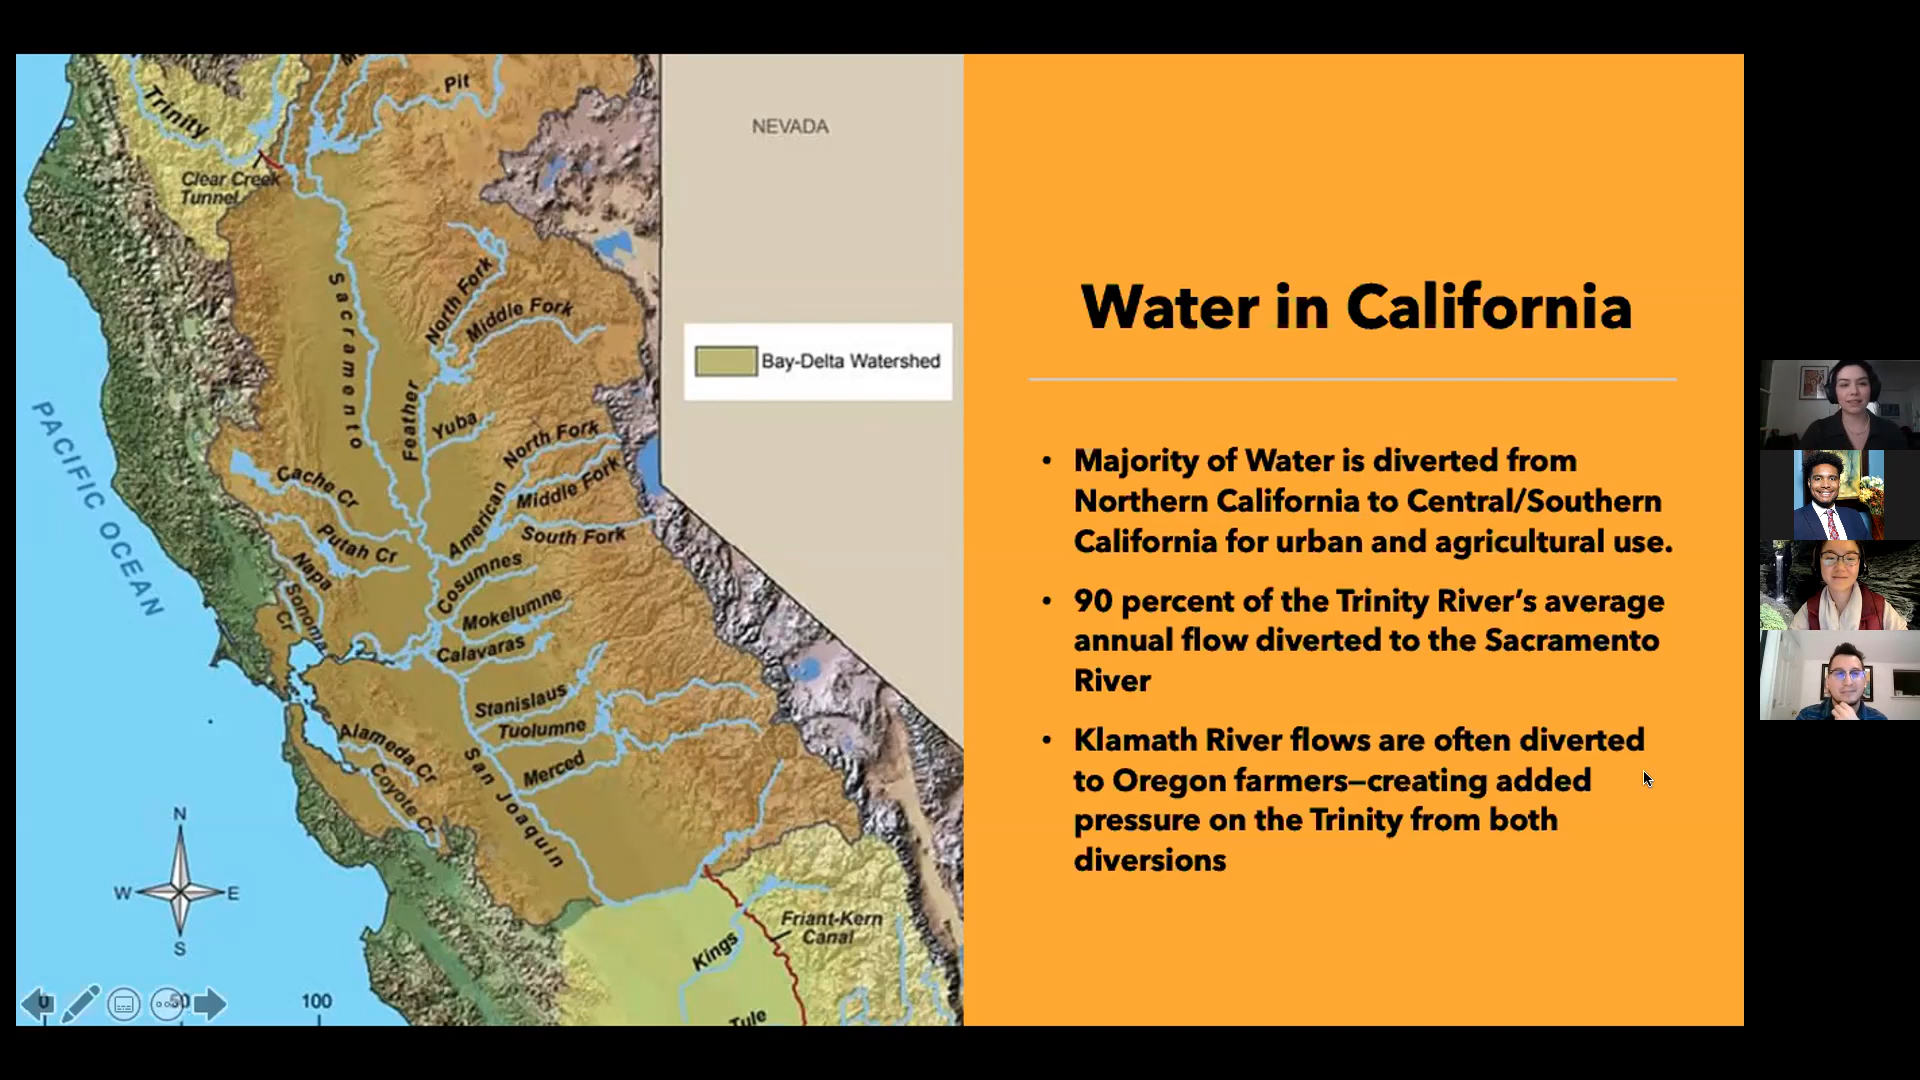 Pit
Trinity
NEVADA
Clear Creek
Tunnel
Sacramento
North Fork
Middle Fork
Bay-Delta Watershed
Feather
Yuba
North Fork
American
Middle Fork
South Fork
PACIFIC OCEAN
Cache Cr
Putah Cr
Napa
Sonoma
Cr
Cosumnes
Mokelumne
Calavaras
Stanislaus
Tuolumne
Merced
San Joaquin
Alameda Cr
Coyote Cr
N
W
E
S
Friant-Kern
Canal
Kings
Tule
0
50
100
Water in California
• Majority of Water is diverted from
Northern California to Central/Southern
California for urban and agricultural use.
• 90 percent of the Trinity River’s average
annual flow diverted to the Sacramento
River
• Klamath River flows are often diverted
to Oregon farmers—creating added
pressure on the Trinity from both
diversions